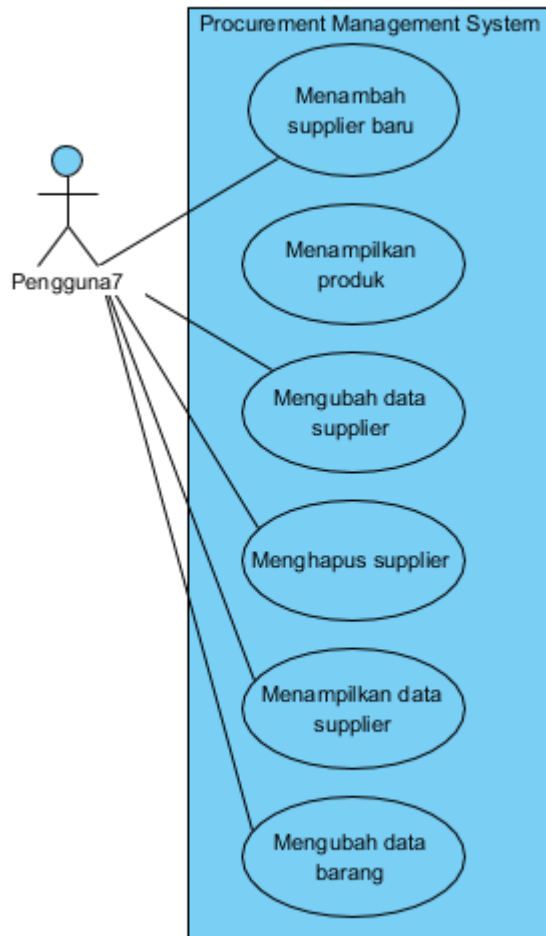 Procurement Management System
Menambah
supplier baru
Pengguna7
Menampilkan
produk
Mengubah data
supplier
Menghapus supplier
Menampilkan data
supplier
Mengubah data
barang